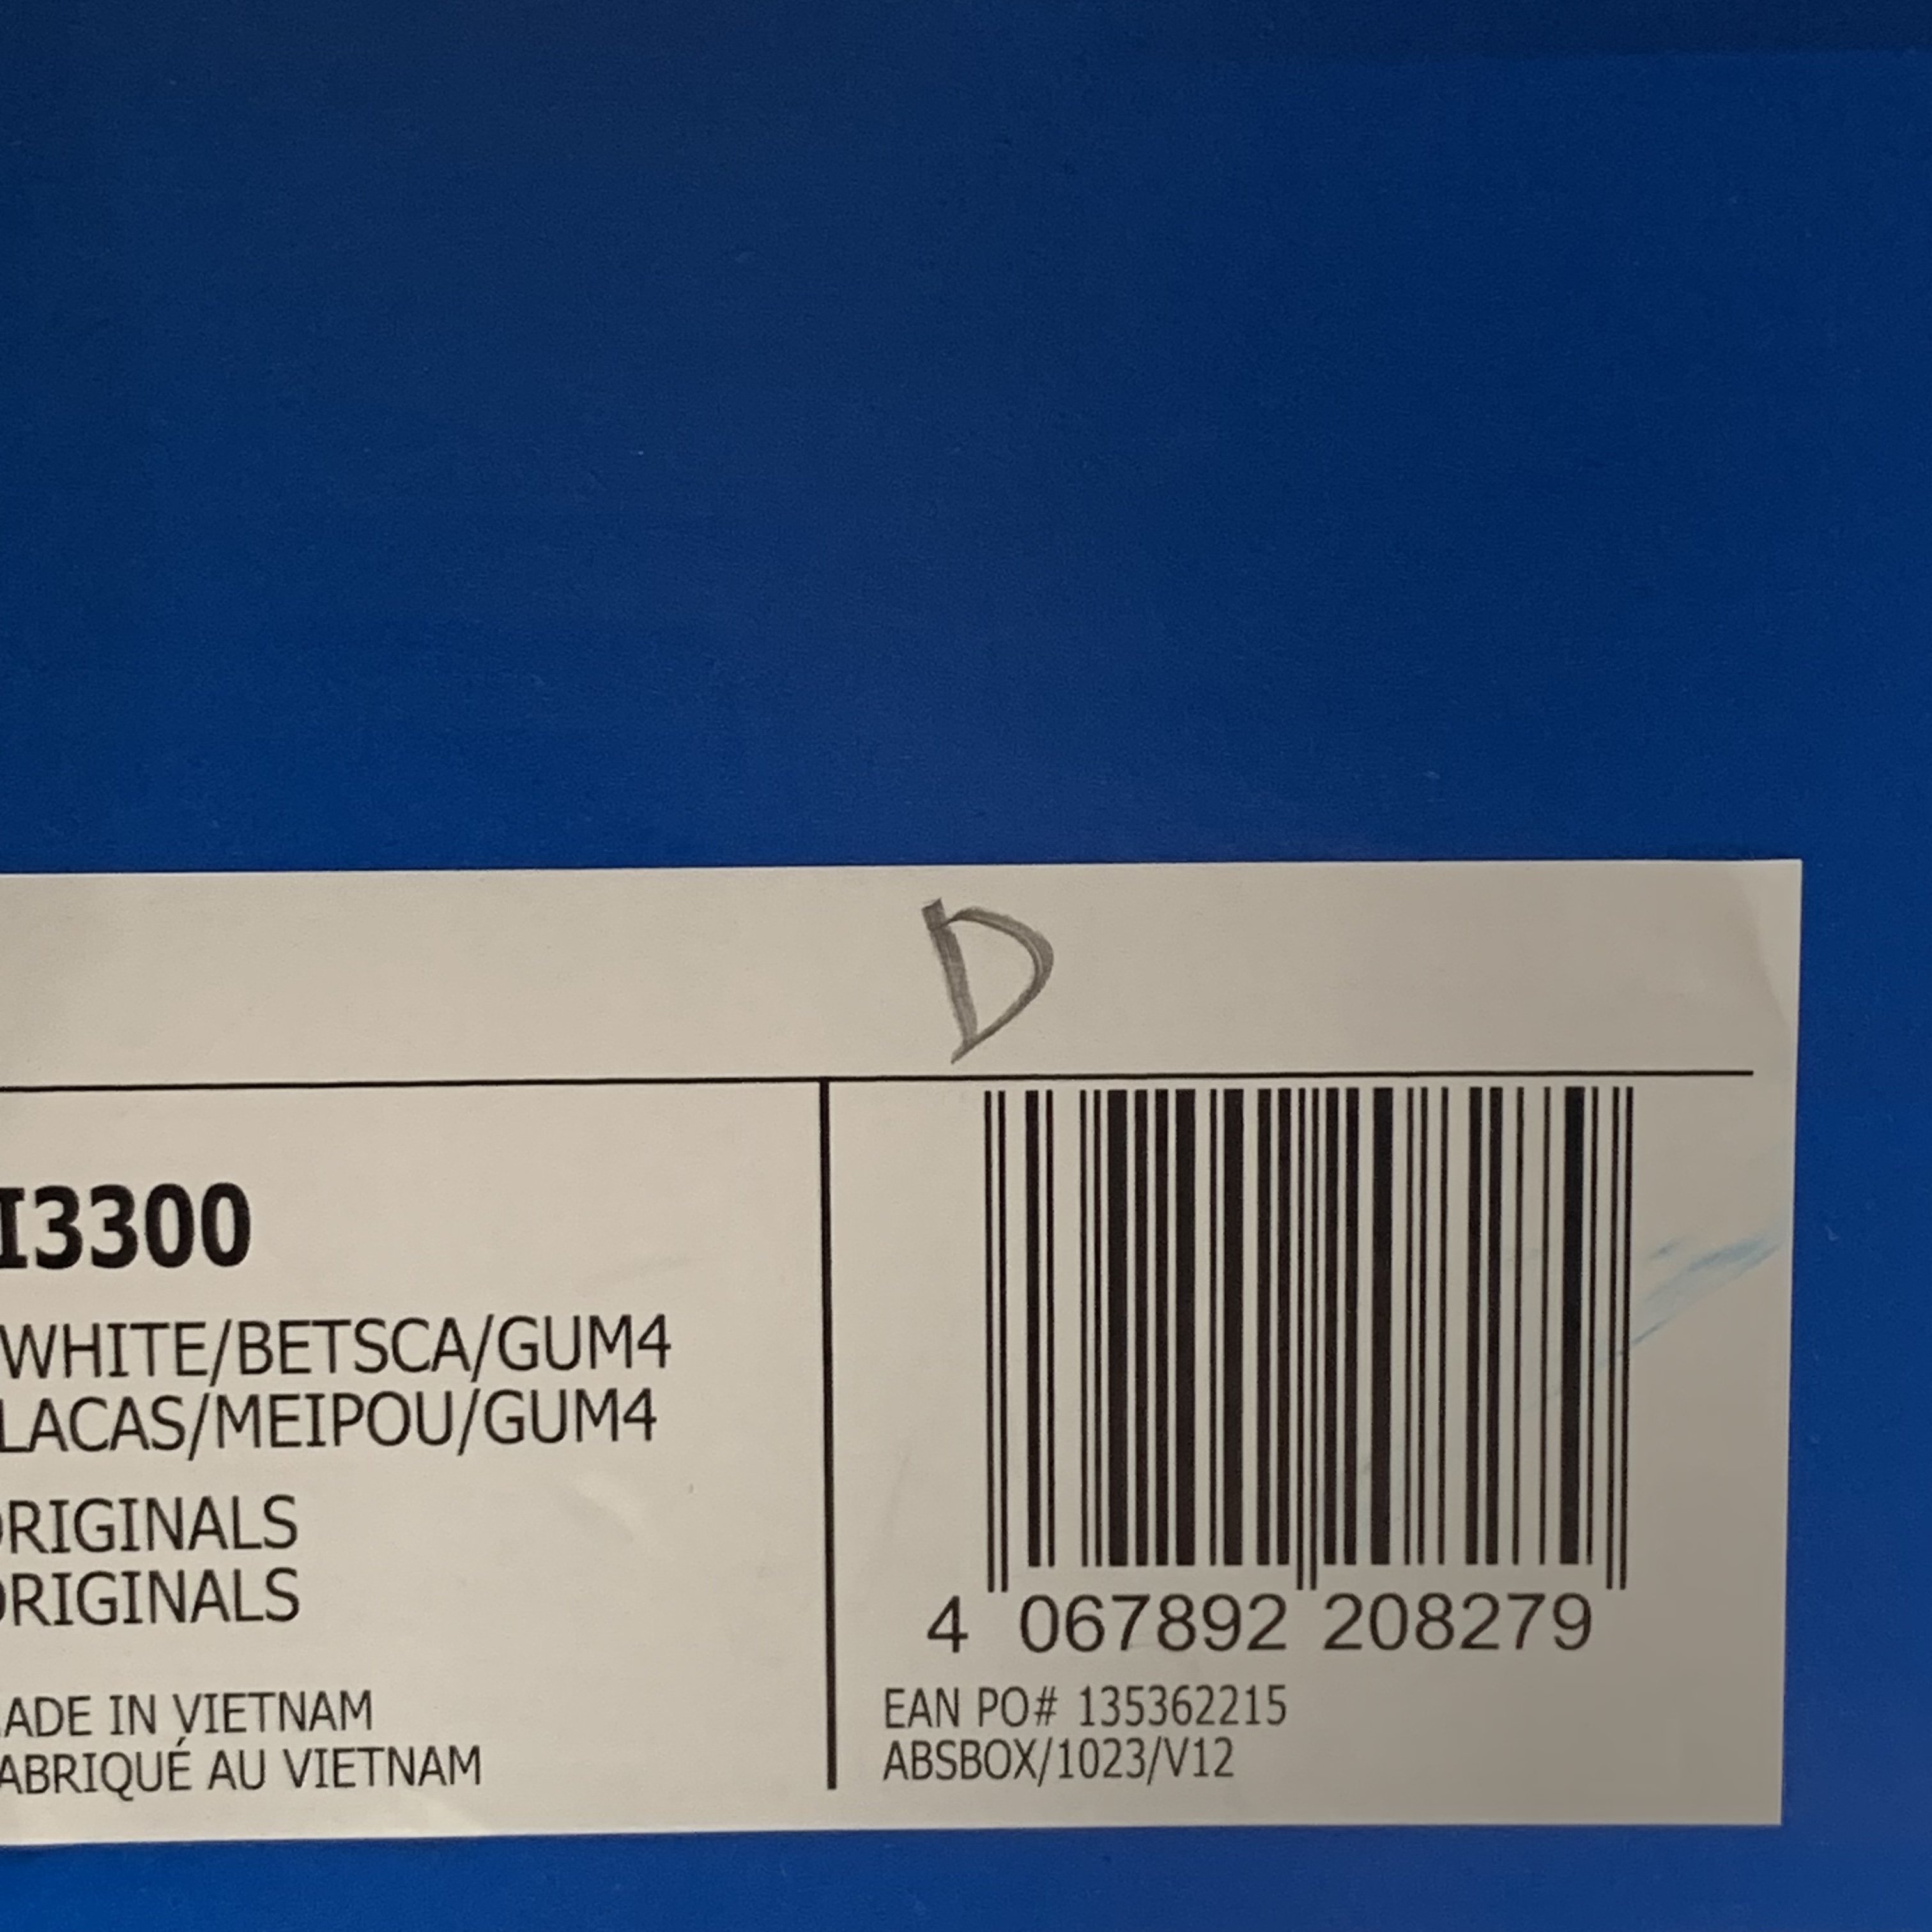 D
I3300
WHITE/BETSCA/GUM4
LACAS/MEIPOU/GUM4
ORIGINALS
ORIGINALS
ADE IN VIETNAM
ABRIQUÉ AU VIETNAM
4 067892 208279
EAN PO# 135362215
ABSBOX/1023/V12